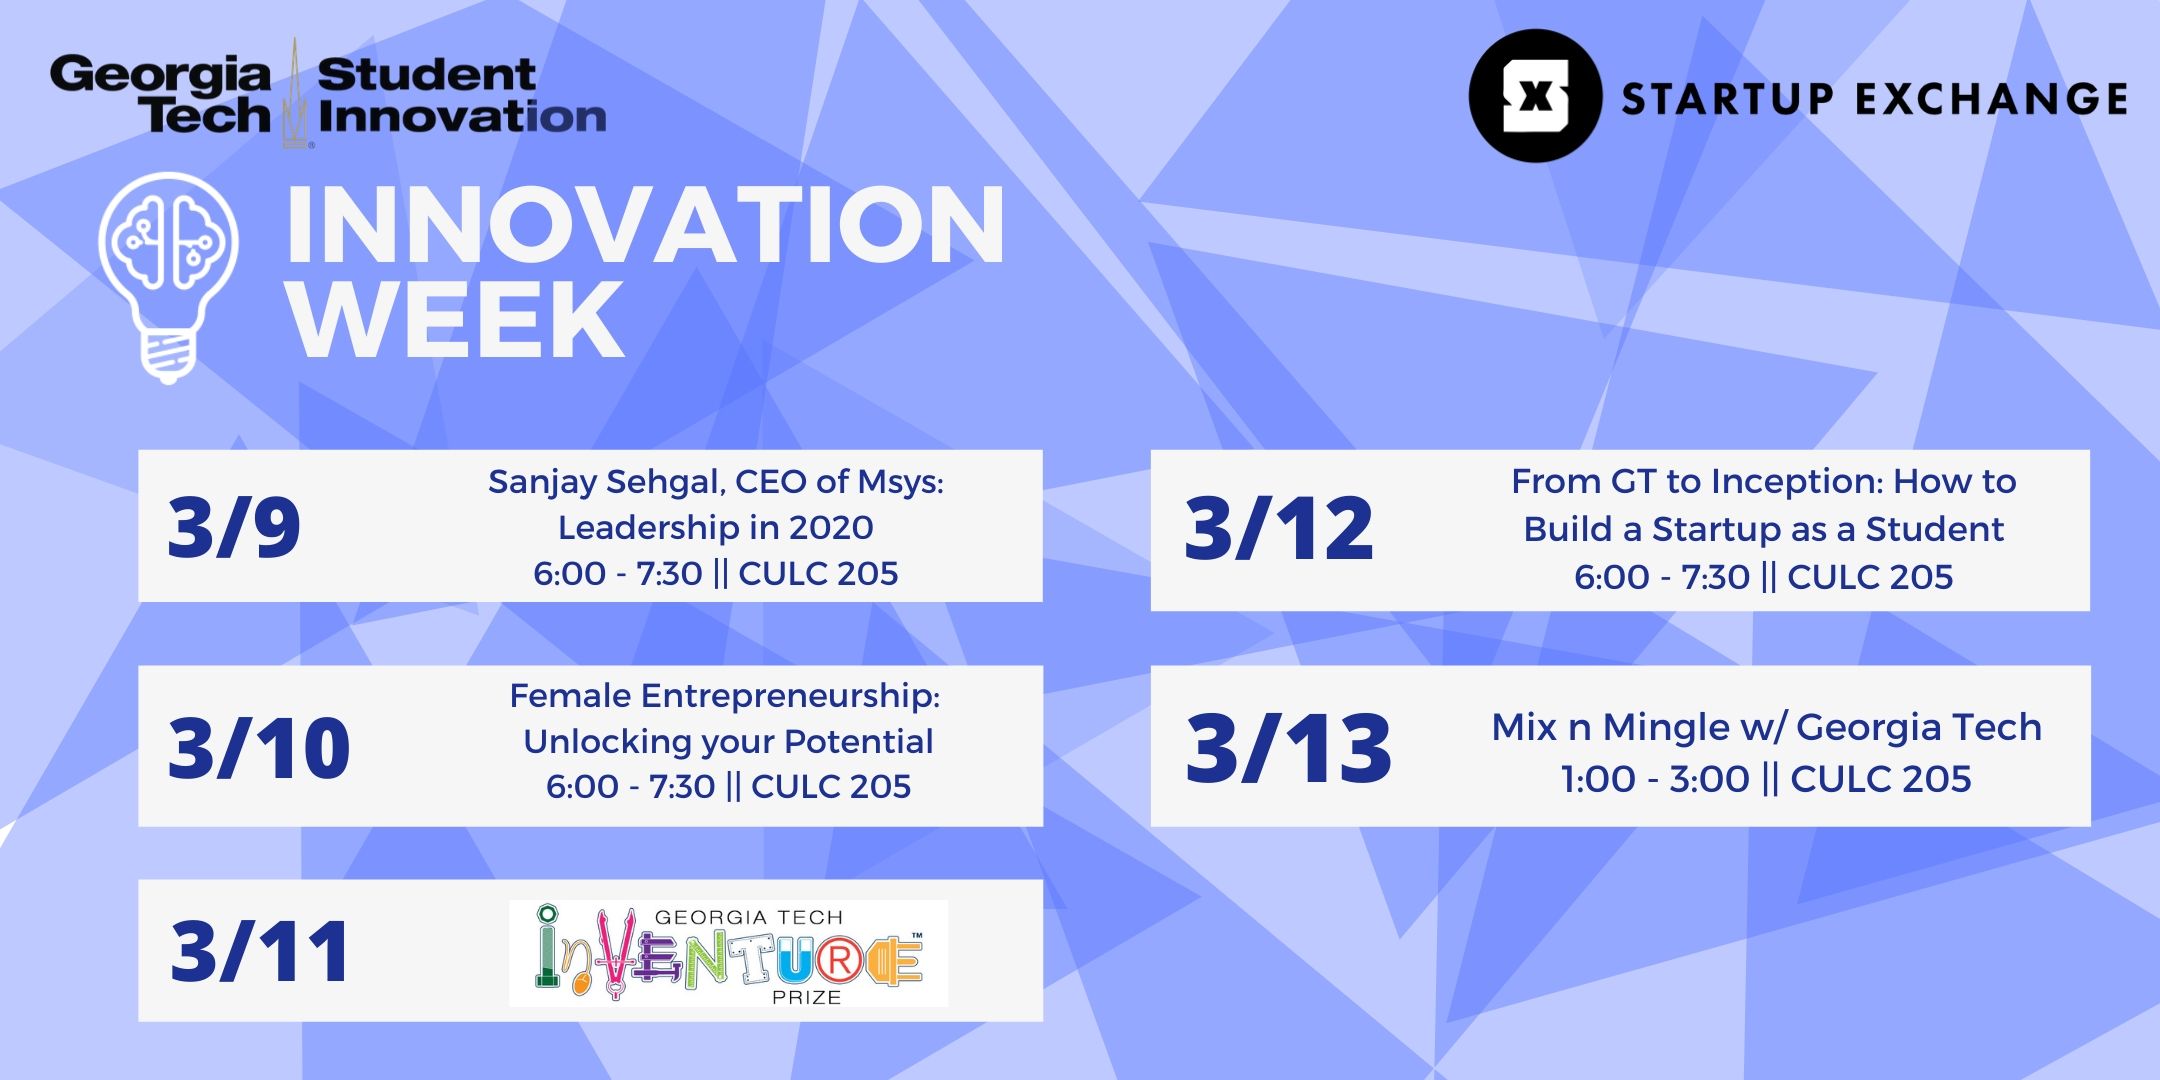 Georgia
Tech
Student
Innovation
®
STARTUP EXCHANGE
INNOVATION
WEEK
3/9
Sanjay Sehgal, CEO of Msys:
Leadership in 2020
6:00 - 7:30 || CULC 205
3/10
Female Entrepreneurship:
Unlocking your Potential
6:00 - 7:30 || CULC 205
3/11
GEORGIA TECH
InVENTURE™
PRIZE
3/12
From GT to Inception: How to
Build a Startup as a Student
6:00 - 7:30 || CULC 205
3/13
Mix n Mingle w/ Georgia Tech
1:00 - 3:00 || CULC 205